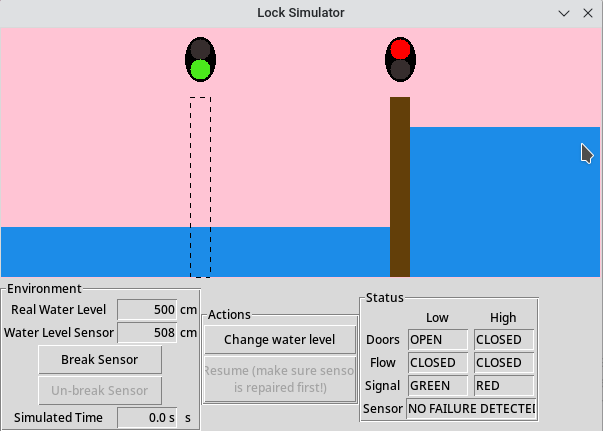 Lock Simulator
Environment
Real Water Level 500 cm
Water Level Sensor 508 cm
Break Sensor
Un-break Sensor
Simulated Time 0.0 s s
Actions
Change water level
Resume (make sure senso
is repaired first!)
Status
Low High
Doors OPEN CLOSED
Flow CLOSED CLOSED
Signal GREEN RED
Sensor NO FAILURE DETECTED